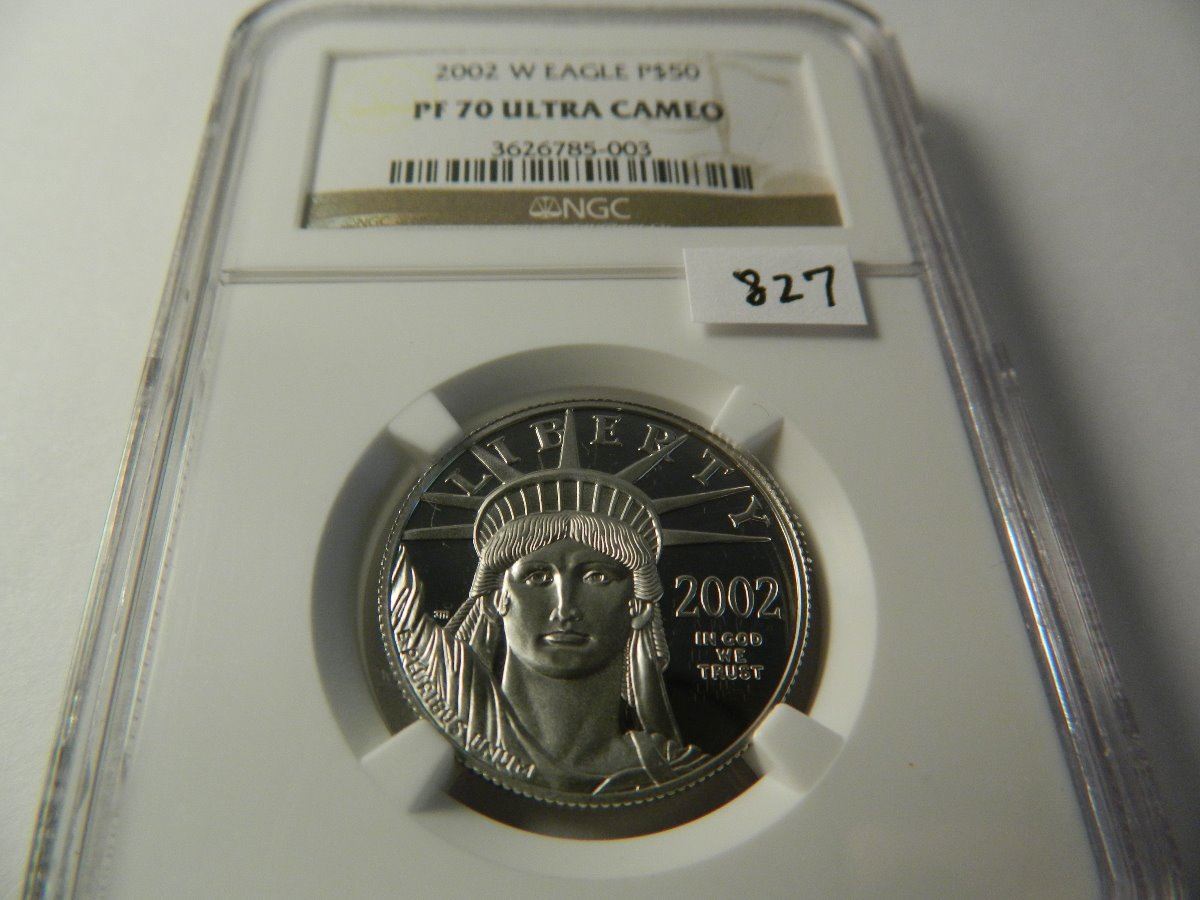 2002 W EAGLE P$50
PF 70 ULTRA CAMEO
3626785-003
NGC
NGC
827
LIBERTY
2002
IN GOD
WE
TRUST
E PLURIBUS UNUM